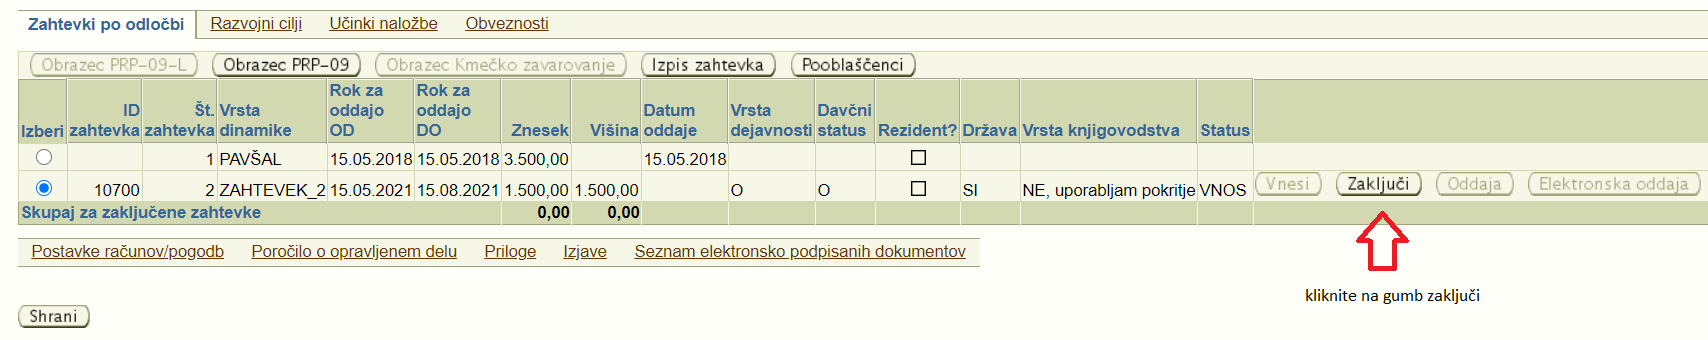 Zahtevki po odločbi Razvojni cilji Učinki naložbe Obveznosti
Obrazec PRP-09-L Obrazec PRP-09 Obrazec Kmečko zavarovanje Izpis zahtevka Pooblaščenci
Izberi ID zahtevka Št. zahtevka Vrsta dinamike Rok za oddajo OD Rok za oddajo DO Znesek Višina Datum oddaje Vrsta dejavnosti Davčni status Rezident? Država Vrsta knjigovodstva Status
1 PAVŠAL 15.05.2018 15.05.2018 3.500,00 15.05.2018
10700 2 ZAHTEVEK_2 15.05.2021 15.08.2021 1.500,00 1.500,00 O O SI NE, uporabljam pokritje VNOS Vnesi Zaključi Oddaja Elektronska oddaja
Skupaj za zaključene zahtevke 0,00 0,00
Postavke računov/pogodb Poročilo o opravljenem delu Priloge Izjave Seznam elektronsko podpisanih dokumentov
kliknite na gumb zaključi
Shrani